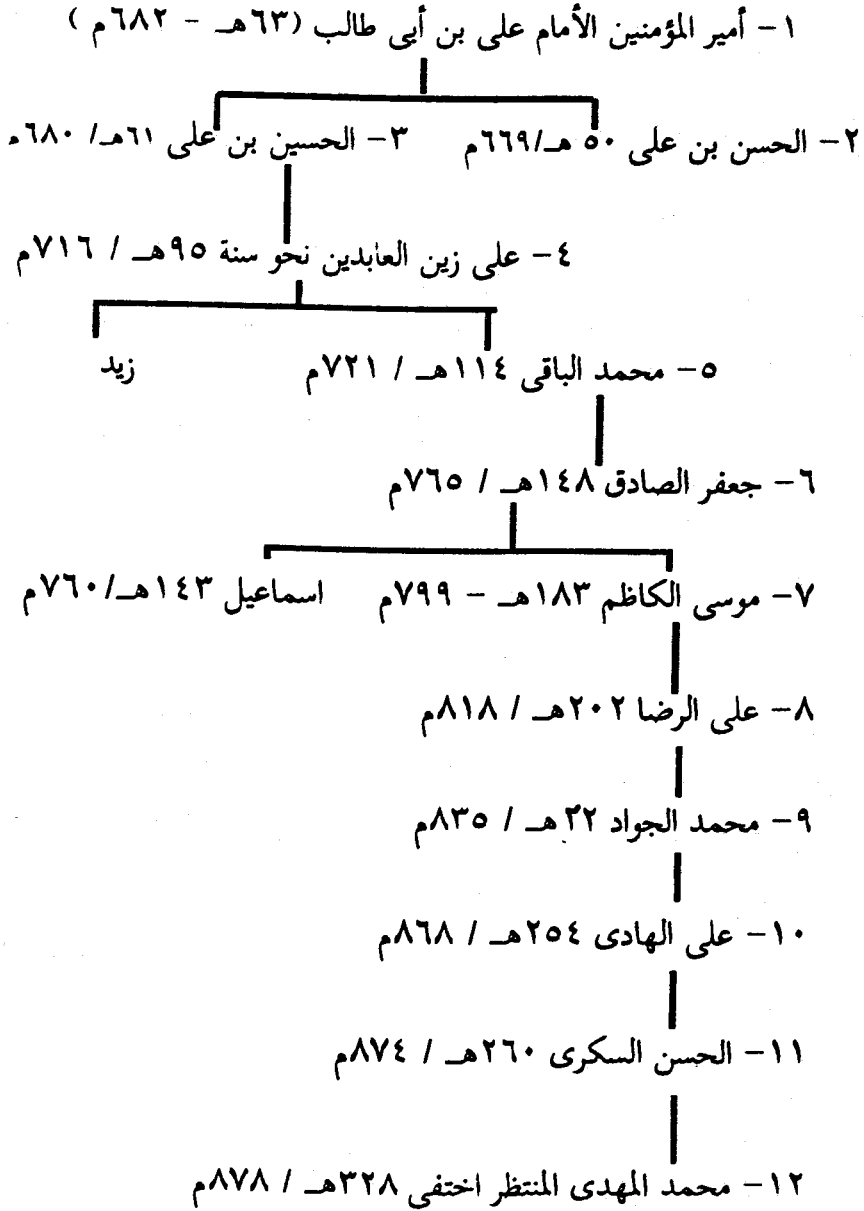 ١- أمير المؤمنين الأمام على بن أبى طالب (٦٣هـ - ٦٨٢م)
٢- الحسن بن على ٥٠ هـ/٦٦٩م ٣- الحسين بن على ٦١هـ/ ٦٨٠م
٤- على زين العابدين نحو سنة ٩٥هـ / ٧١٦م
٥- محمد الباقى ١١٤هـ / ٧٢١م زيد
٦- جعفر الصادق ١٤٨هـ / ٧٦٥م
٧- موسى الكاظم ١٨٣هـ - ٧٩٩م اسماعيل ١٤٣هـ/٧٦٠م
٨- على الرضا ٢٠٢هـ / ٨١٨م
٩- محمد الجواد ٢٢هـ / ٨٣٥م
١٠- على الهادى ٢٥٤هـ / ٨٦٨م
١١- الحسن السكرى ٢٦٠هـ / ٨٧٤م
١٢- محمد المهدى المنتظر اختفى ٣٢٨هـ / ٨٧٨م